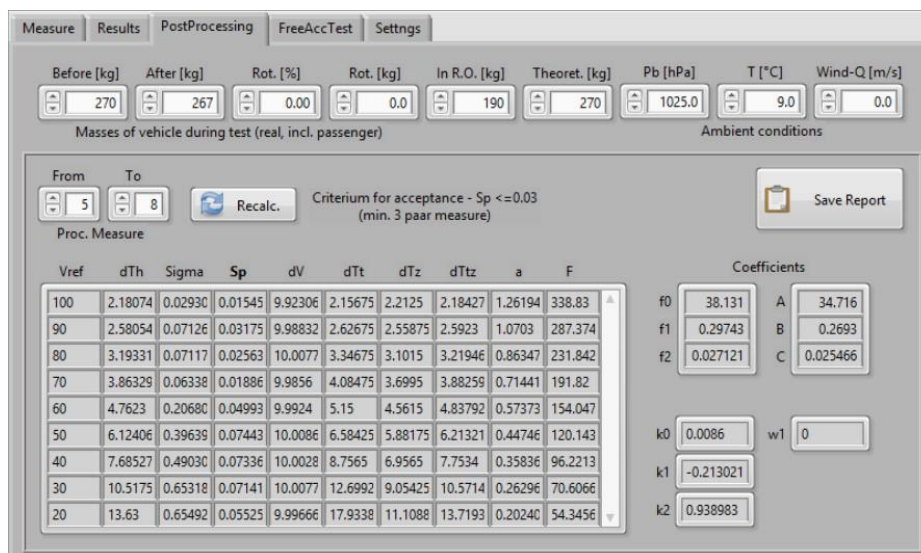 Measure Results PostProcessing FreeAccTest Settngs
Before [kg] After [kg] Rot. [%] Rot. [kg] In R.O. [kg] Theoret. [kg] Pb [hPa] T [°C] Wind-Q [m/s]
270 267 0.00 0.0 190 270 1025.0 9.0 0.0
Masses of vehicle during test (real, incl. passenger) Ambient conditions
From To
5 8 Recalc. Criterium for acceptance - Sp <=0.03 Save Report
(min. 3 paar measure)
Proc. Measure
Vref dTh Sigma Sp dV dTt dTz dTtz a F Coefficients
100 2.18074 0.02930 0.01545 9.92306 2.15675 2.2125 2.18427 1.26194 338.83 f0 38.131 A 34.716
90 2.58054 0.07126 0.03175 9.98832 2.62675 2.55875 2.5923 1.0703 287.374 f1 0.29743 B 0.2693
80 3.19331 0.07117 0.02563 10.0077 3.34675 3.1015 3.21946 0.86347 231.842 f2 0.027121 C 0.025466
70 3.86329 0.06338 0.01886 9.9856 4.08475 3.6995 3.88259 0.71441 191.82
60 4.7623 0.20680 0.04993 9.9924 5.15 4.5615 4.83792 0.57373 154.047
50 6.12406 0.39639 0.07443 10.0086 6.58425 5.88175 6.21321 0.44746 120.143 k0 0.0086 w1 0
40 7.68527 0.49030 0.07336 10.0028 8.7565 6.9565 7.7534 0.35836 96.2213 k1 -0.213021
30 10.5175 0.65318 0.07141 10.0077 12.6992 9.05425 10.5714 0.26296 70.6066
20 13.63 0.65492 0.05525 9.99666 17.9338 11.1088 13.7193 0.20240 54.3456 k2 0.938983